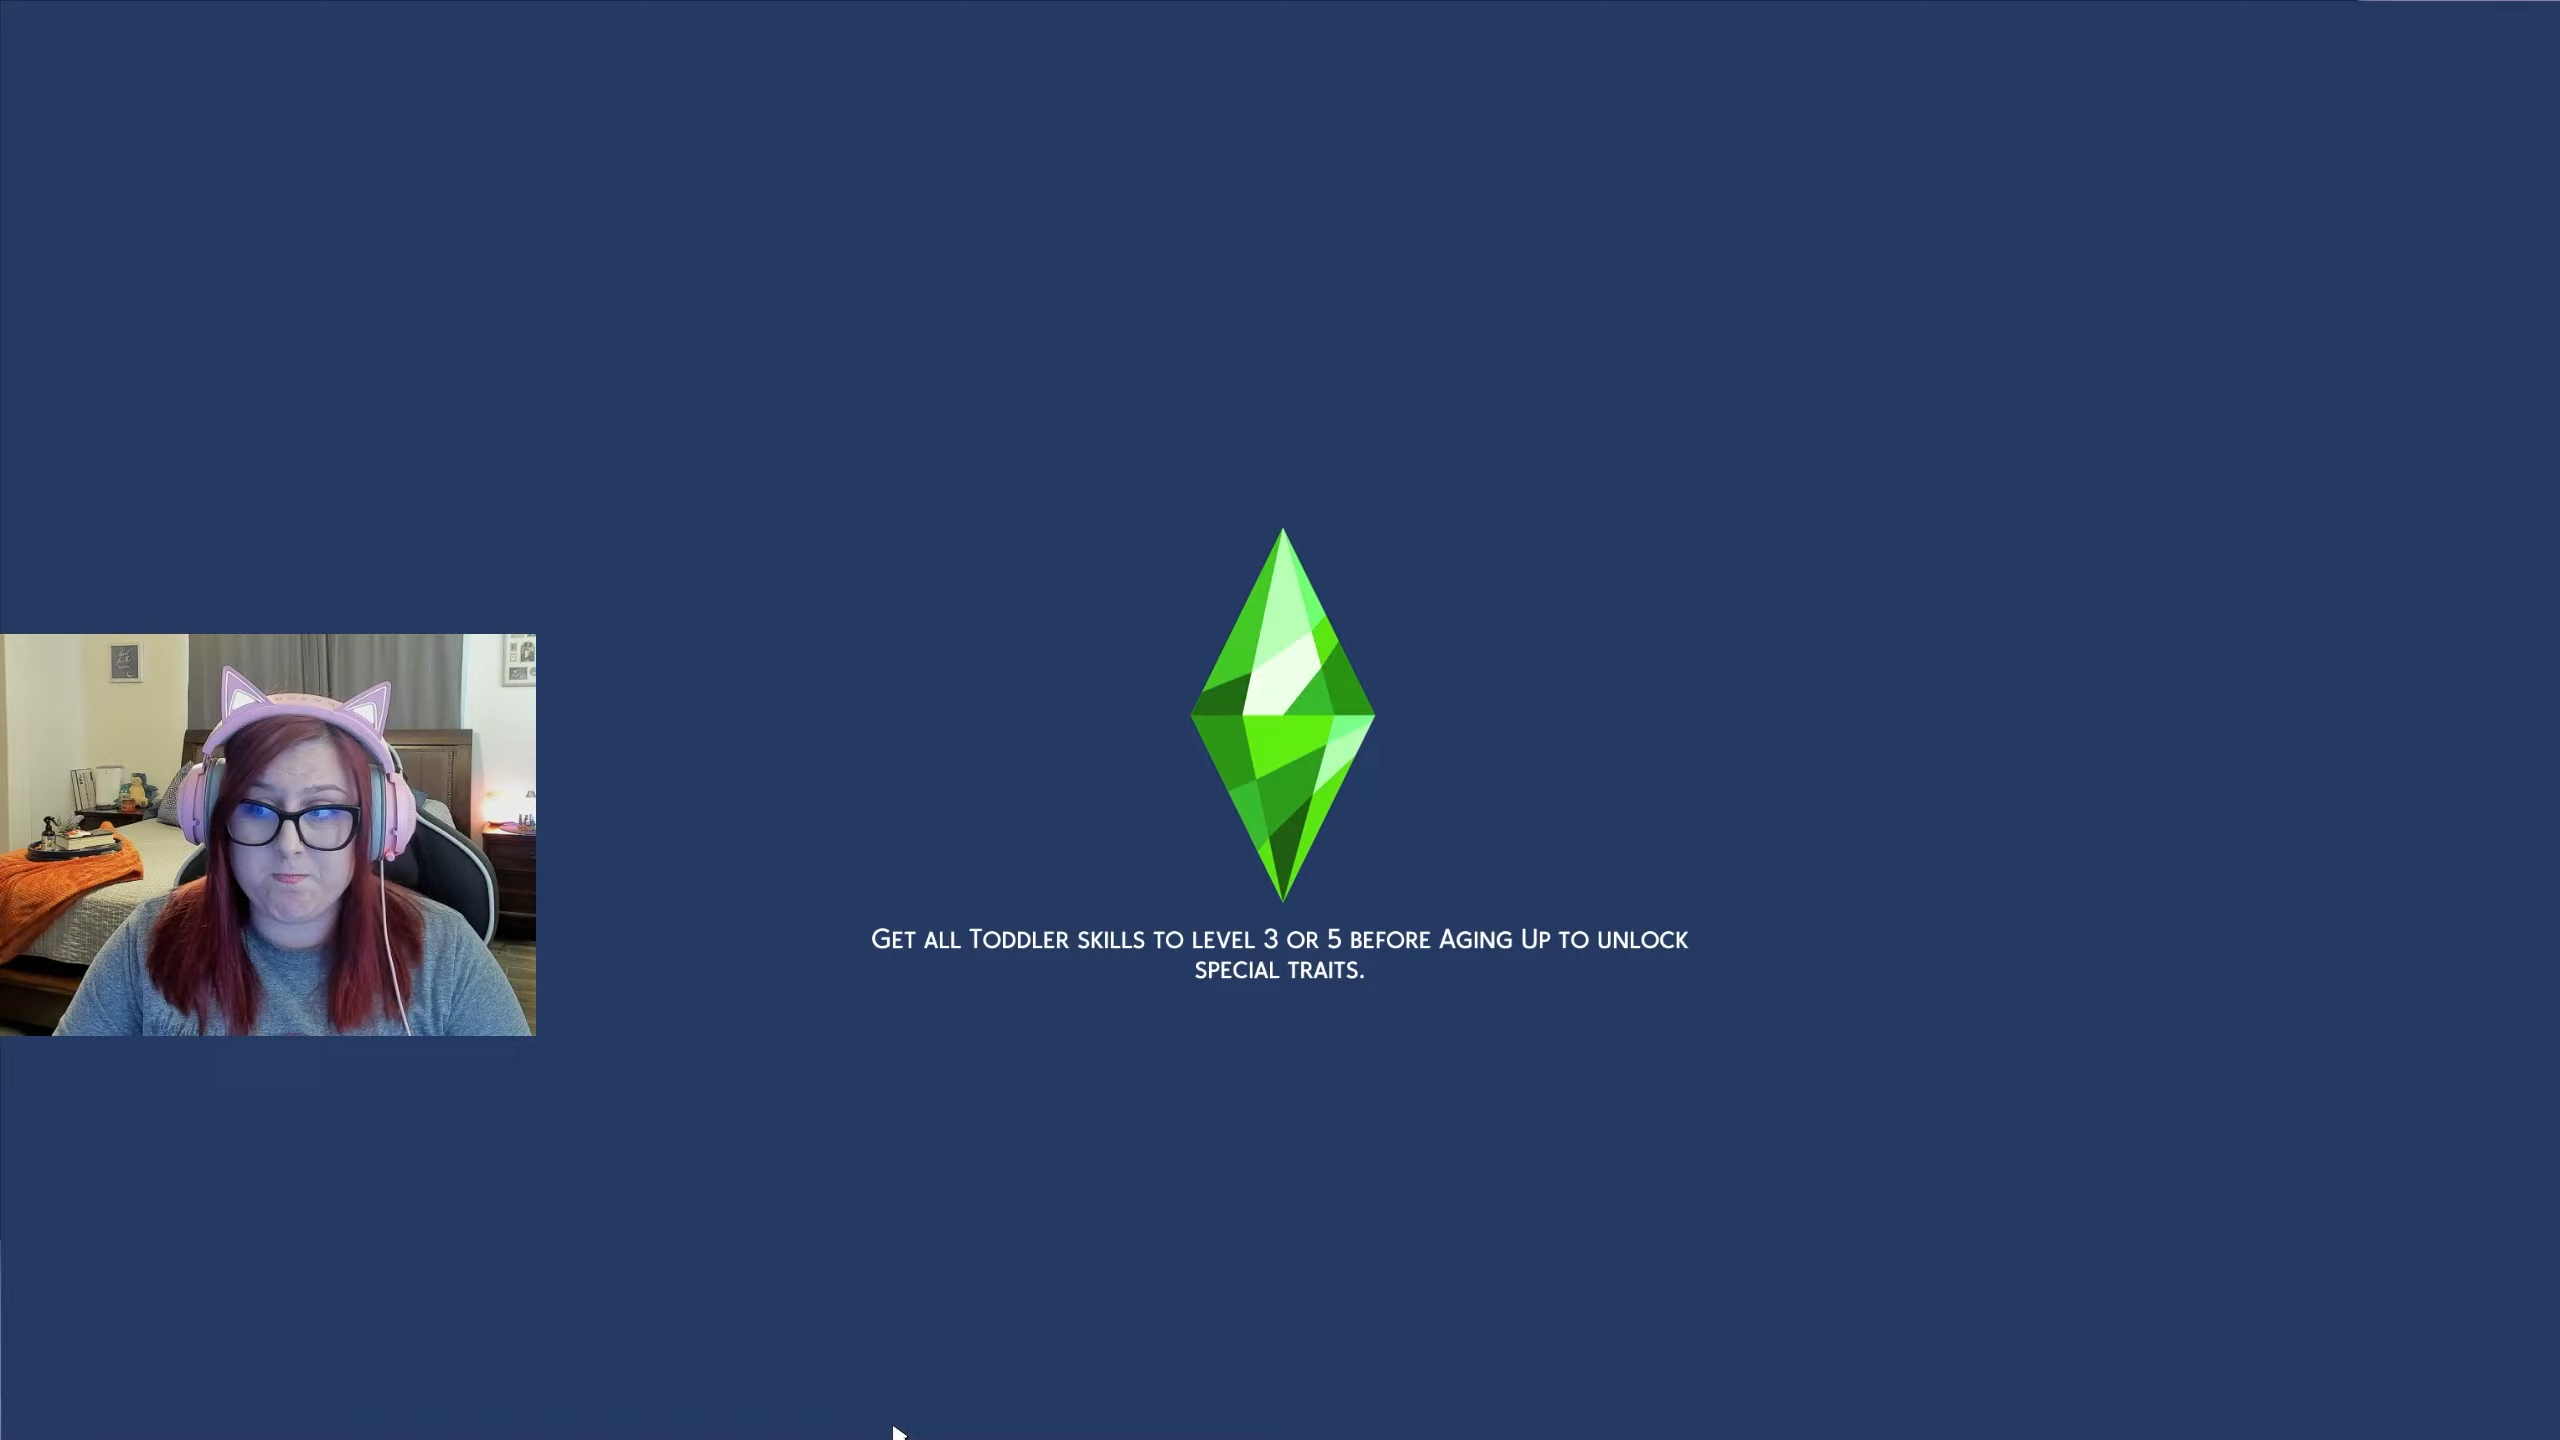 Get all Toddler skills to level 3 or 5 before Aging Up to unlock
special traits.